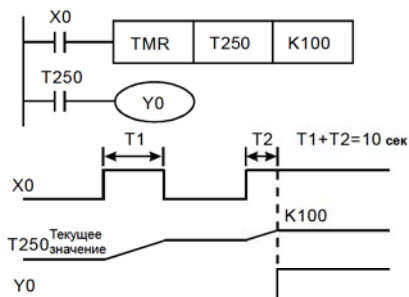 X0
TMR T250 K100
T250
Y0
T1 T2 T1+T2=10 сек
X0
K100
T250 Текущее
значение
Y0